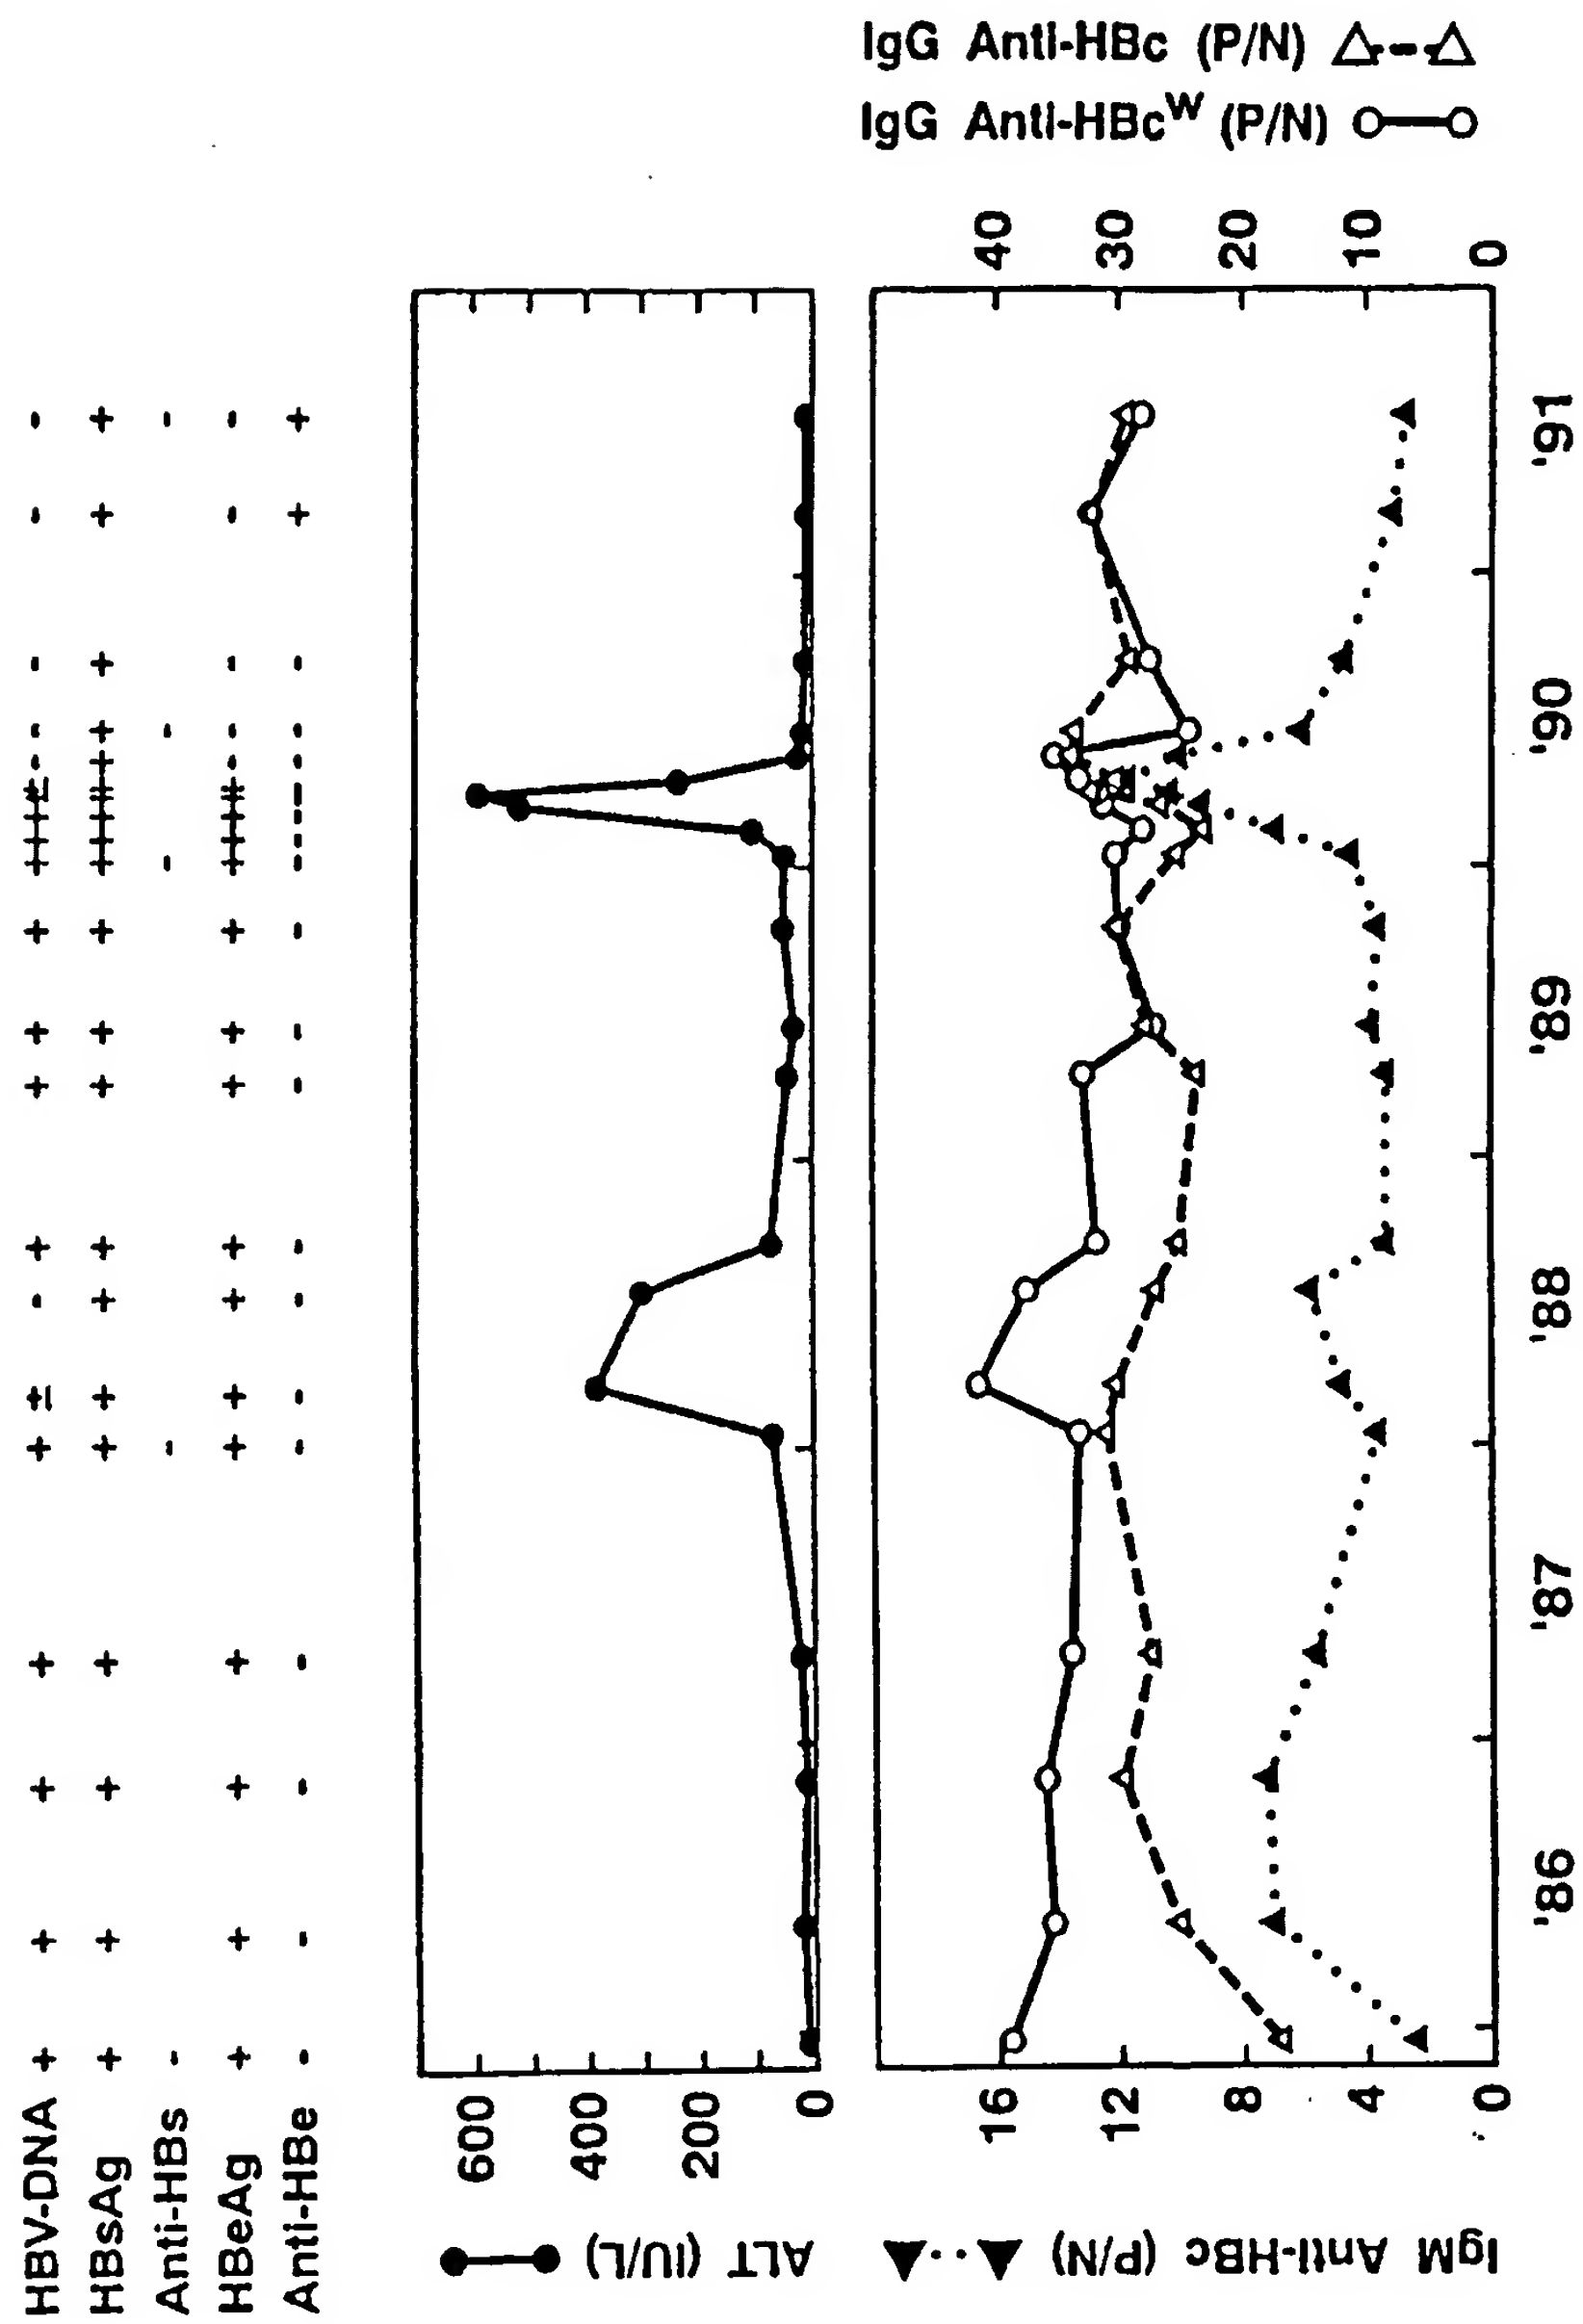 HBV-DNA
HBsAg
Anti-HBs
HBeAg
Anti-HBe
ALT (IU/L)
600
400
200
0
IgM Anti-HBc (P/N)
16
12
8
4
0
'86 '87 '88 '89 '90 '91
40
30
20
10
0
IgG Anti-HBc (P/N)
IgG Anti-HBcW (P/N)